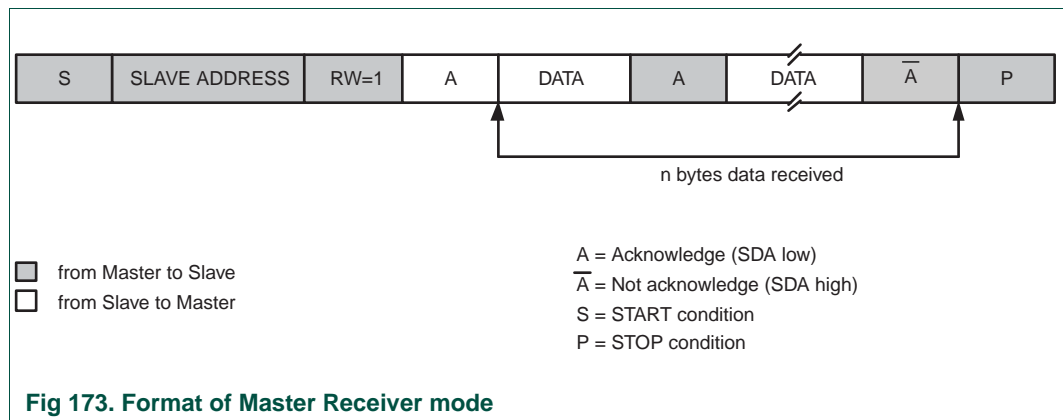 S SLAVE ADDRESS RW=1 A DATA A DATA A̅ P
n bytes data received
from Master to Slave
from Slave to Master
A = Acknowledge (SDA low)
A̅ = Not acknowledge (SDA high)
S = START condition
P = STOP condition
Fig 173. Format of Master Receiver mode